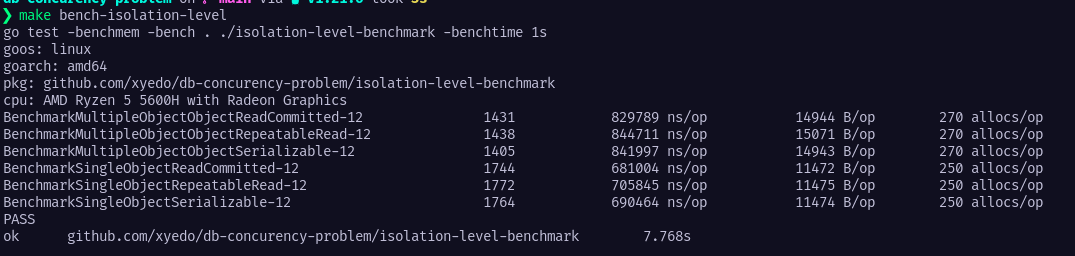 db-concurency-problem on main via v1.21.0 took 5s
❯ make bench-isolation-level
go test -benchmem -bench . ./isolation-level-benchmark -benchtime 1s
goos: linux
goarch: amd64
pkg: github.com/xyedo/db-concurency-problem/isolation-level-benchmark
cpu: AMD Ryzen 5 5600H with Radeon Graphics
BenchmarkMultipleObjectObjectReadCommitted-12 1431 829789 ns/op 14944 B/op 270 allocs/op
BenchmarkMultipleObjectObjectRepeatableRead-12 1438 844711 ns/op 15071 B/op 270 allocs/op
BenchmarkMultipleObjectObjectSerializable-12 1405 841997 ns/op 14943 B/op 270 allocs/op
BenchmarkSingleObjectReadCommitted-12 1744 681004 ns/op 11472 B/op 250 allocs/op
BenchmarkSingleObjectRepeatableRead-12 1772 705845 ns/op 11475 B/op 250 allocs/op
BenchmarkSingleObjectSerializable-12 1764 690464 ns/op 11474 B/op 250 allocs/op
PASS
ok github.com/xyedo/db-concurency-problem/isolation-level-benchmark 7.768s